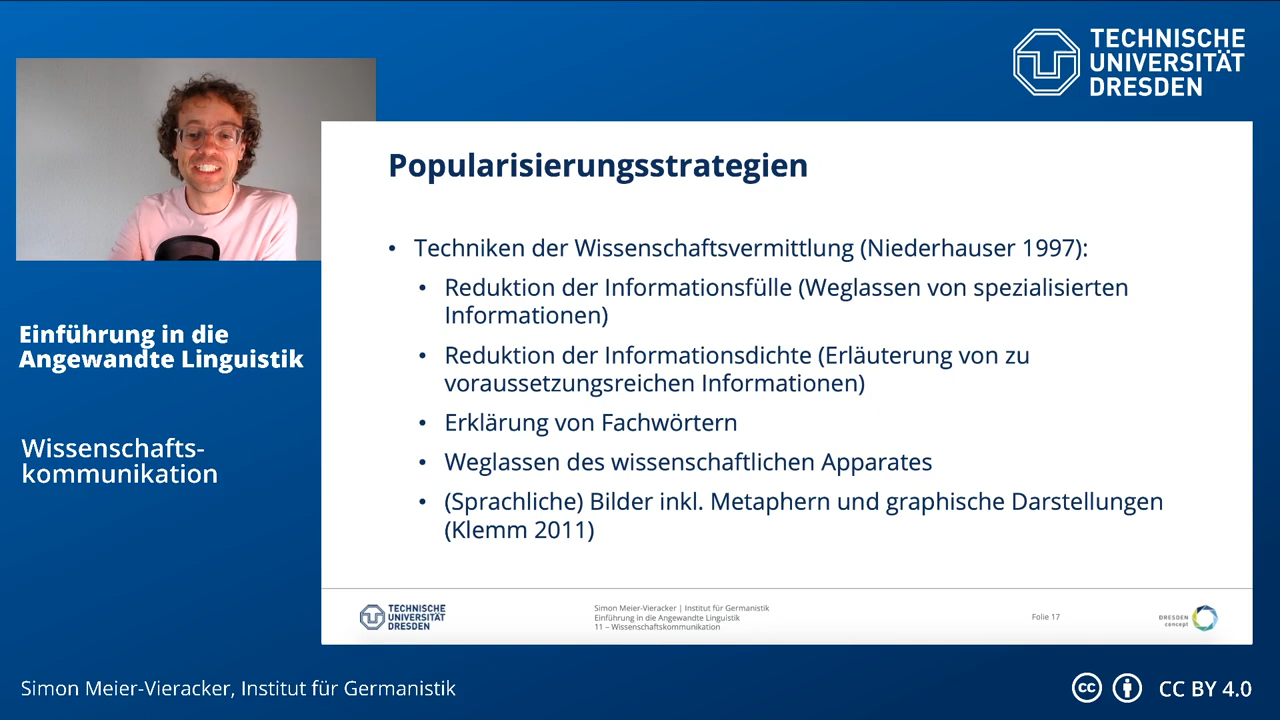 TECHNISCHE
UNIVERSITÄT
DRESDEN
Einführung in die
Angewandte Linguistik
Wissenschafts-
kommunikation
Popularisierungsstrategien
• Techniken der Wissenschaftsvermittlung (Niederhauser 1997):
• Reduktion der Informationsfülle (Weglassen von spezialisierten
Informationen)
• Reduktion der Informationsdichte (Erläuterung von zu
voraussetzungsreichen Informationen)
• Erklärung von Fachwörtern
• Weglassen des wissenschaftlichen Apparates
• (Sprachliche) Bilder inkl. Metaphern und graphische Darstellungen
(Klemm 2011)
TECHNISCHE
UNIVERSITÄT
DRESDEN
Simon Meier-Vieracker | Institut für Germanistik
Einführung in die Angewandte Linguistik
11 – Wissenschaftskommunikation
Folie 17
DRESDEN
concept
Simon Meier-Vieracker, Institut für Germanistik
cc
CC BY 4.0